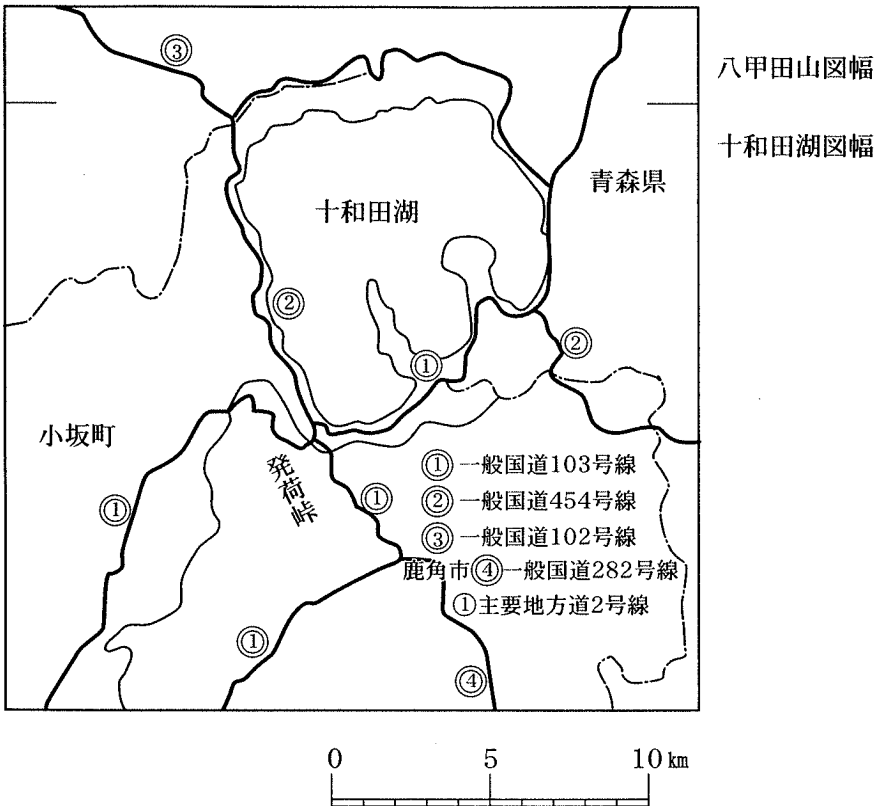 ③
八甲田山図幅
十和田湖図幅
青森県
十和田湖
②
②
①
小坂町
発荷峠
① 一般国道103号線
② 一般国道454号線
③ 一般国道102号線
鹿角市④一般国道282号線
①主要地方道2号線
①
①
①
④
0 5 10㎞